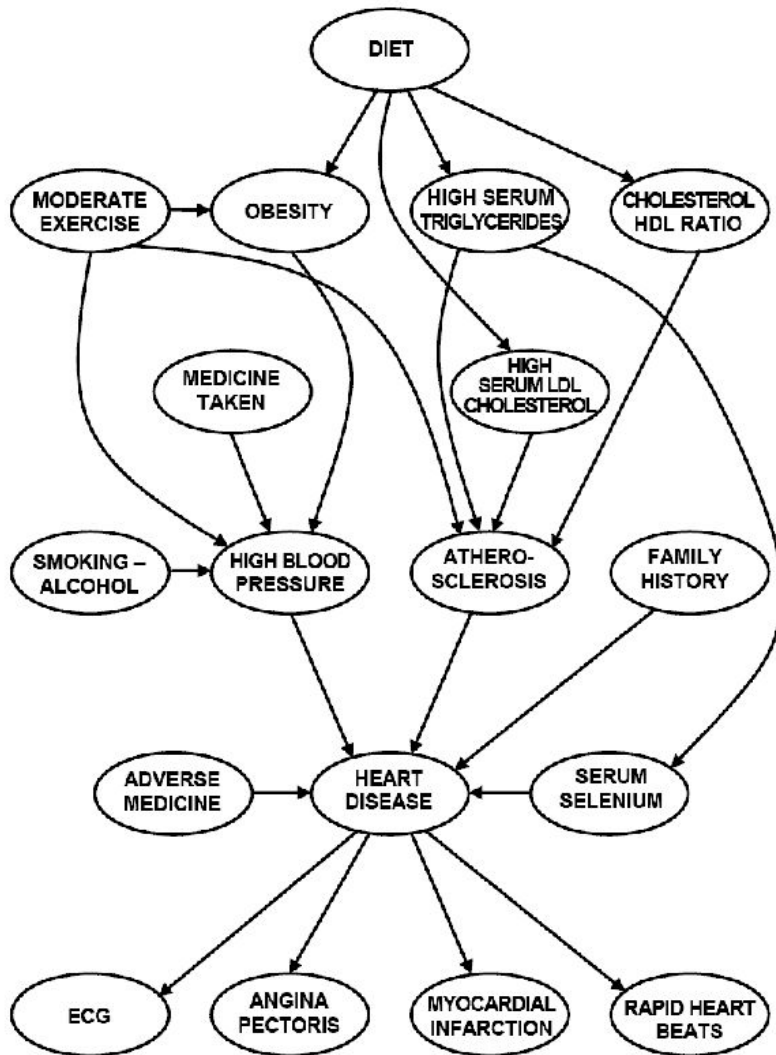 DIET
MODERATE
EXERCISE
OBESITY
HIGH SERUM
TRIGLYCERIDES
CHOLESTEROL
HDL RATIO
MEDICINE
TAKEN
HIGH
SERUM LDL
CHOLESTEROL
SMOKING –
ALCOHOL
HIGH BLOOD
PRESSURE
ATHERO-
SCLEROSIS
FAMILY
HISTORY
ADVERSE
MEDICINE
HEART
DISEASE
SERUM
SELENIUM
ECG
ANGINA
PECTORIS
MYOCARDIAL
INFARCTION
RAPID HEART
BEATS